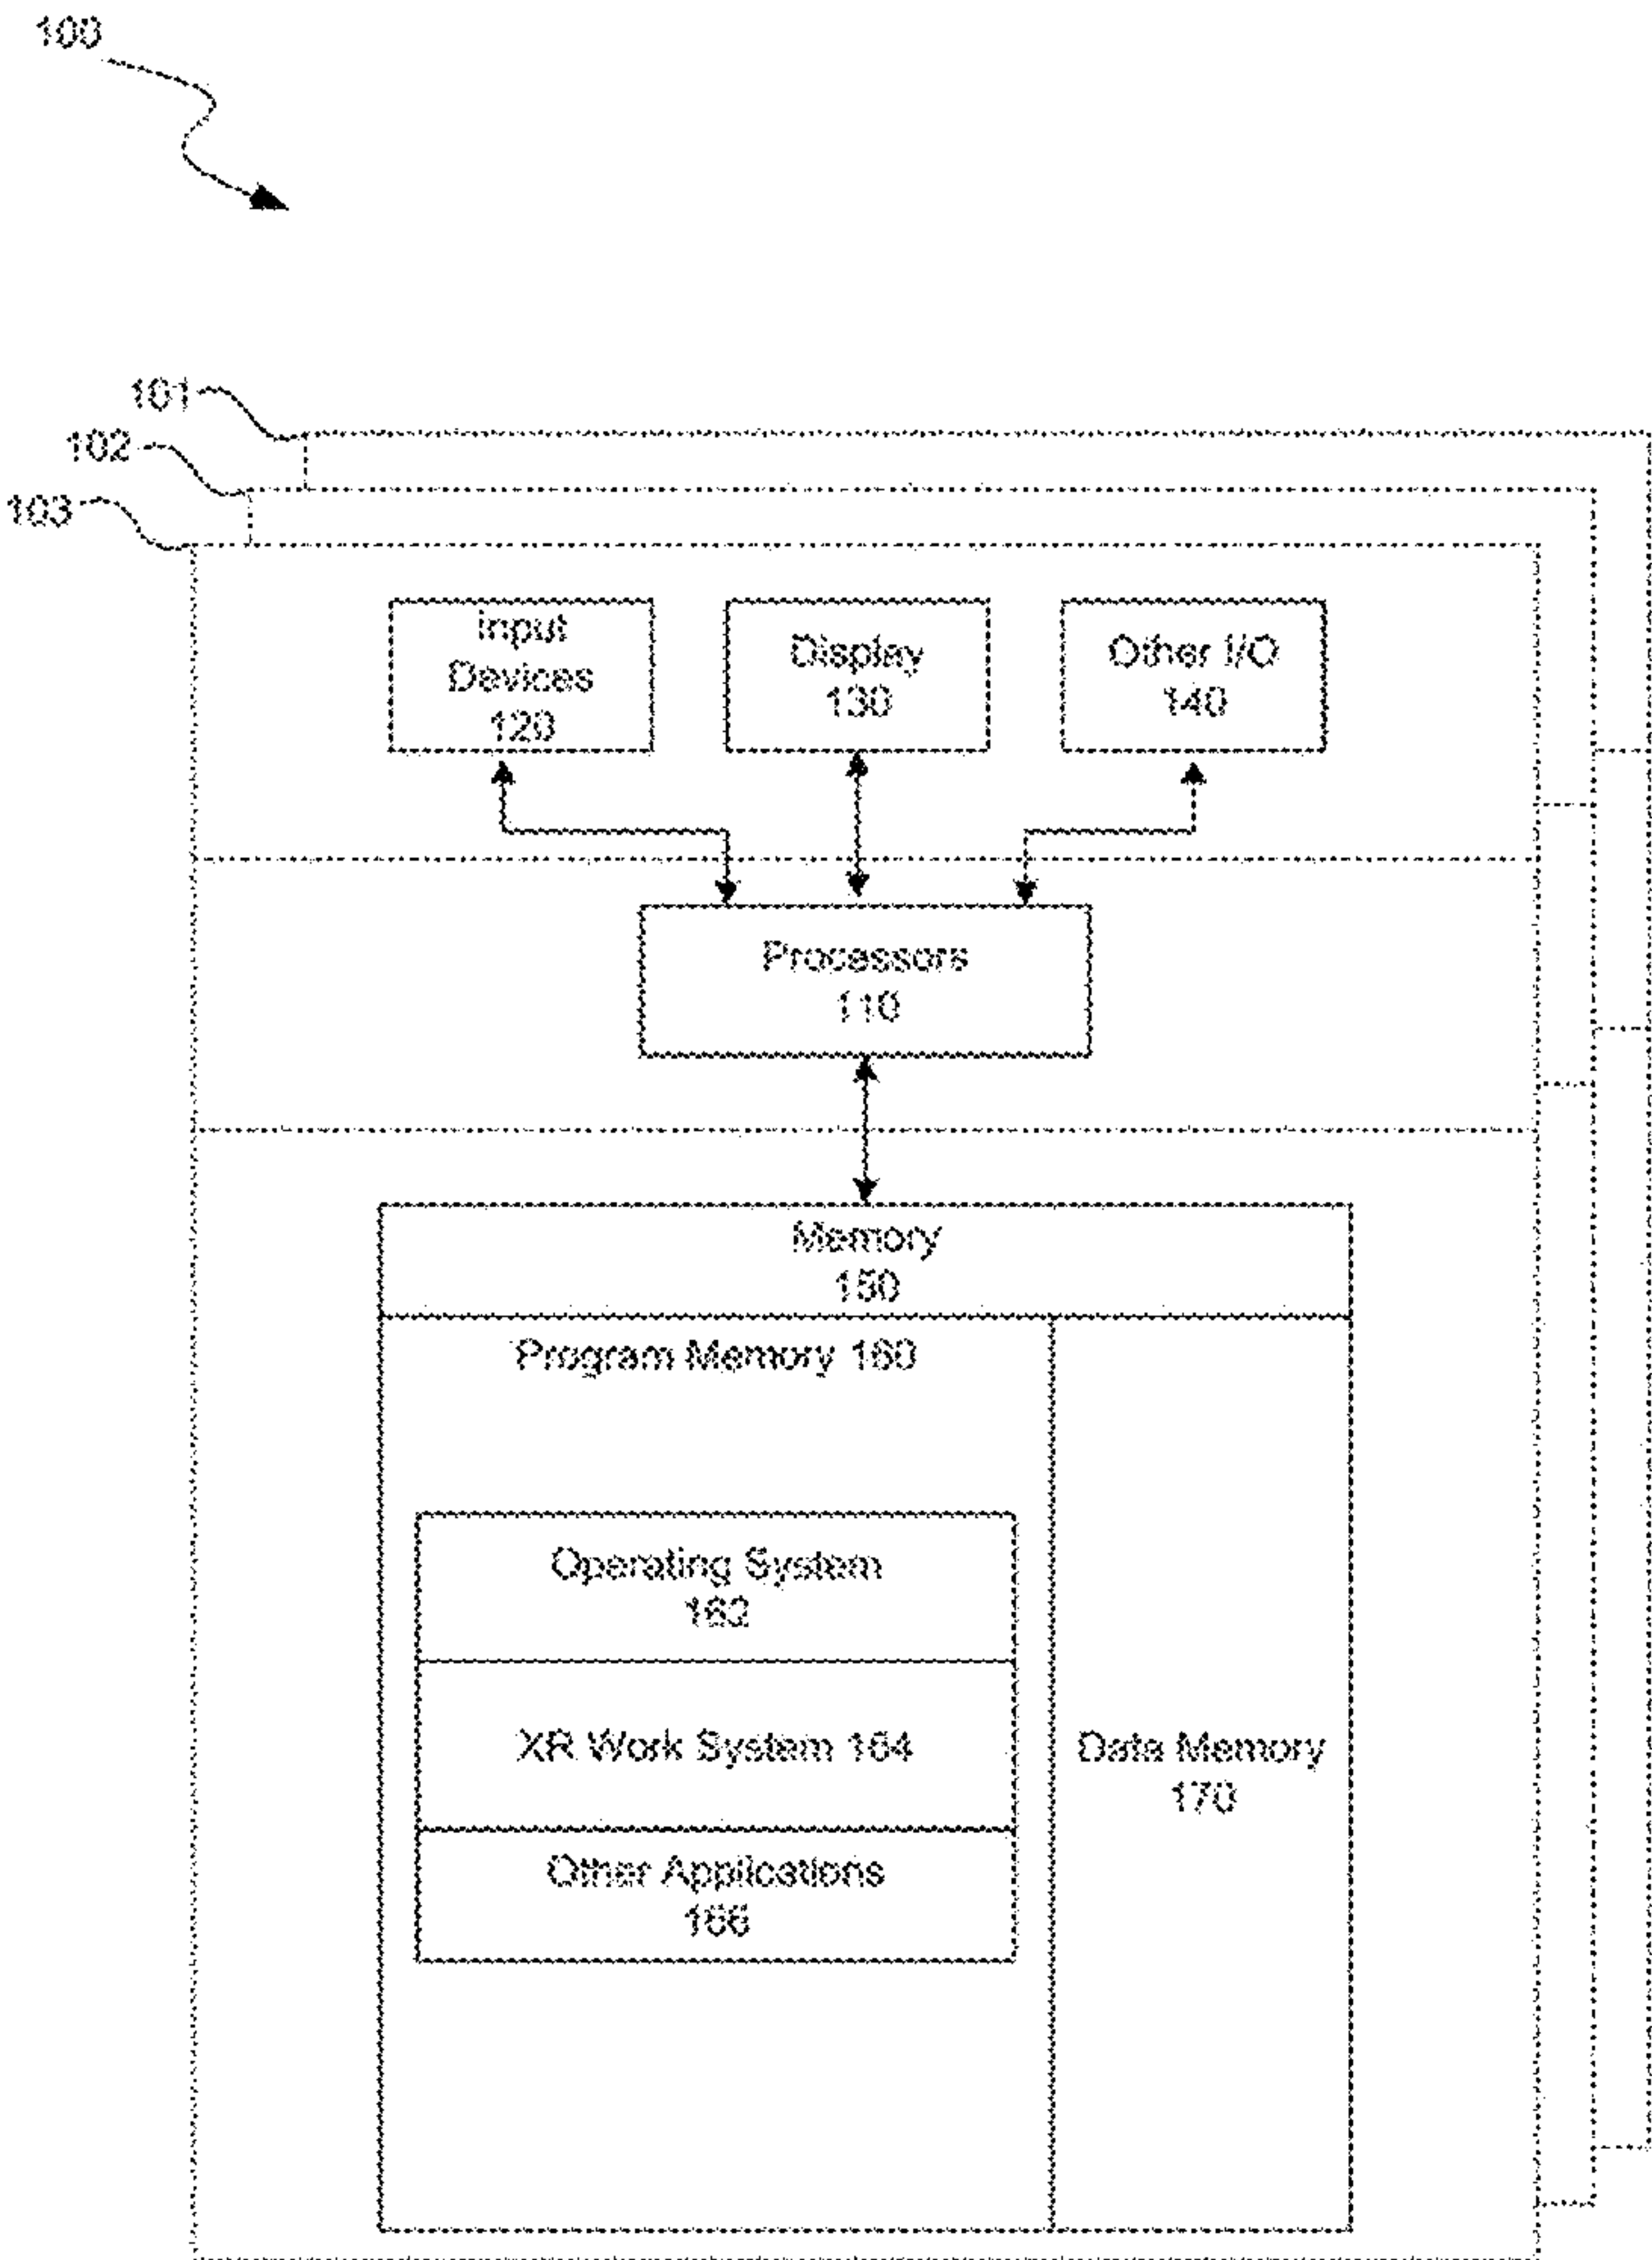 100
101
102
103
Input
Devices
120
Display
130
Other I/O
140
Processors
110
Memory
150
Program Memory 160
Operating System
162
XR Work System 164
Other Applications
166
Data Memory
170